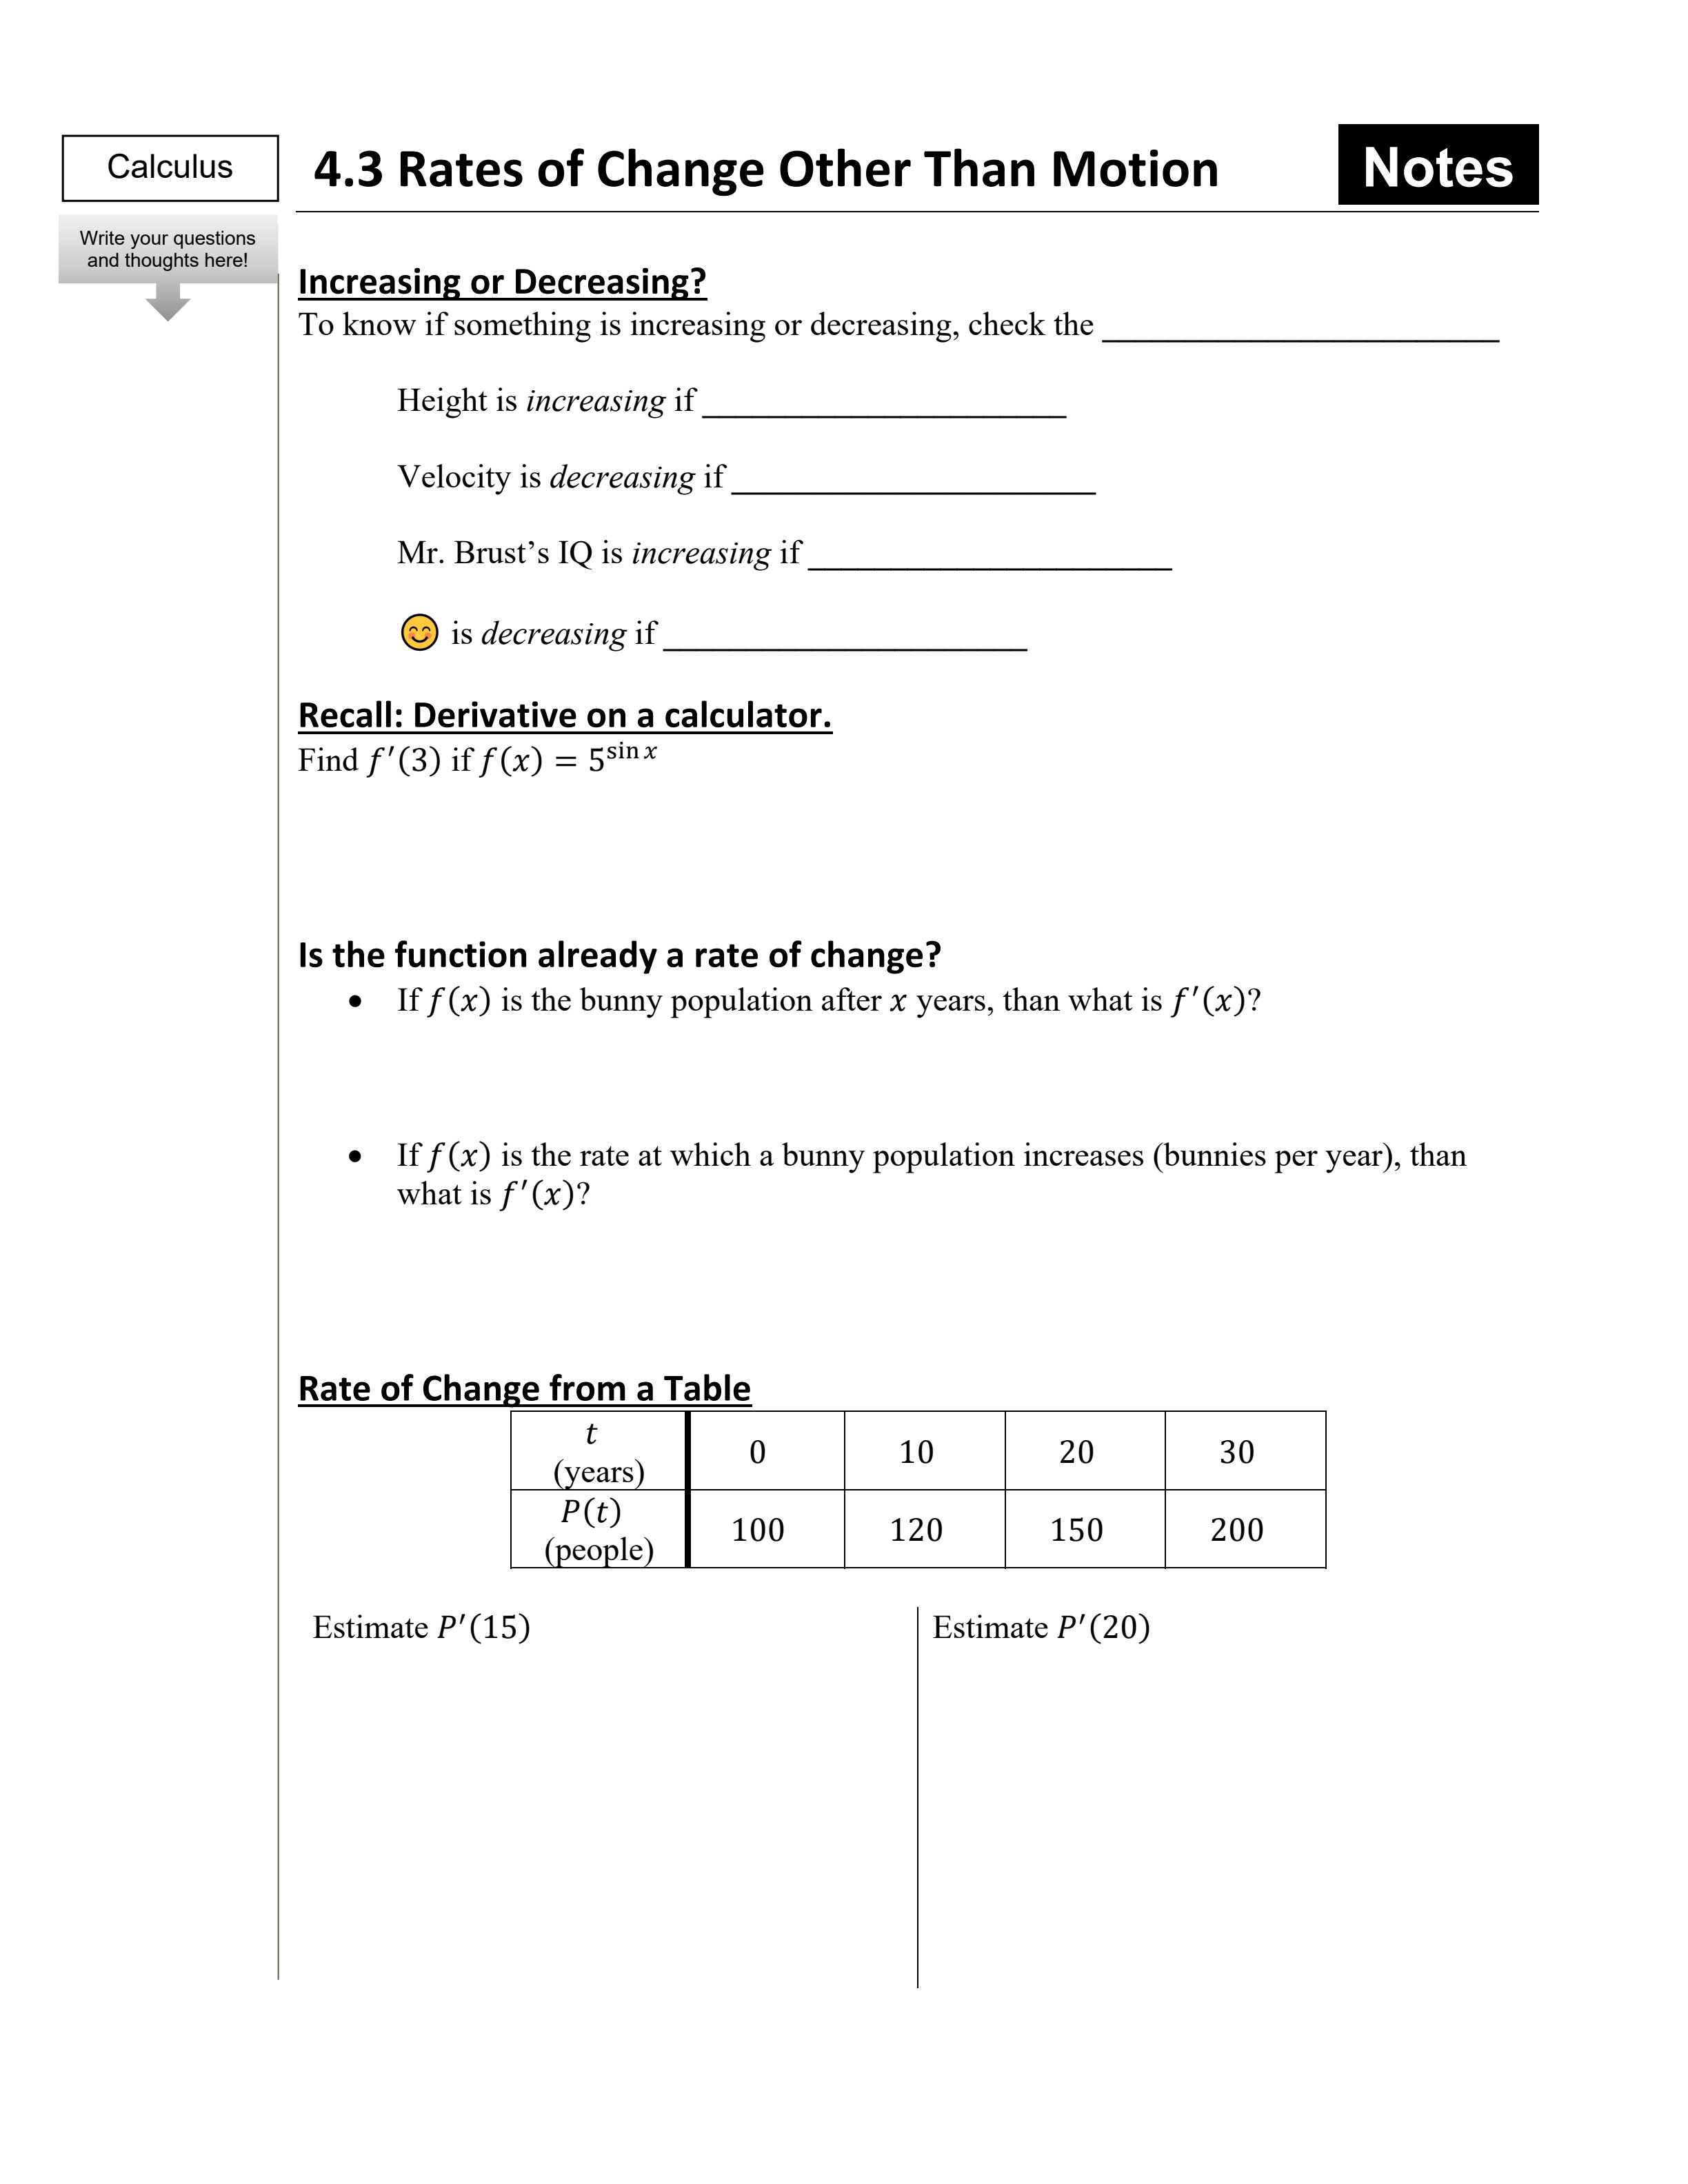 Calculus
4.3 Rates of Change Other Than Motion
Notes
Write your questions
and thoughts here!
Increasing or Decreasing?
To know if something is increasing or decreasing, check the ________________________
Height is increasing if ______________________
Velocity is decreasing if ______________________
Mr. Brust’s IQ is increasing if ______________________
😊 is decreasing if ______________________
Recall: Derivative on a calculator.
Find 𝑓′(3) if 𝑓(𝑥) = 5^{sin 𝑥}
Is the function already a rate of change?
• If 𝑓(𝑥) is the bunny population after 𝑥 years, than what is 𝑓′(𝑥)?
• If 𝑓(𝑥) is the rate at which a bunny population increases (bunnies per year), than
what is 𝑓′(𝑥)?
Rate of Change from a Table
𝑡
(years) 0 10 20 30
𝑃(𝑡)
(people) 100 120 150 200
Estimate 𝑃′(15)
Estimate 𝑃′(20)